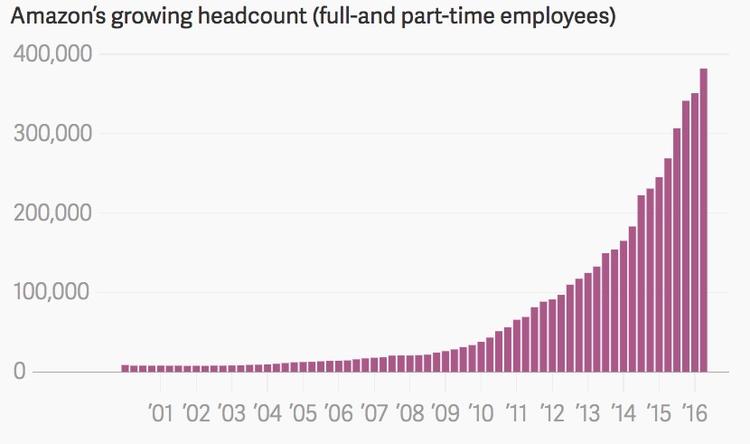 Amazon’s growing headcount (full-and part-time employees)
400,000
300,000
200,000
100,000
0
’01 ’02 ’03 ’04 ’05 ’06 ’07 ’08 ’09 ’10 ’11 ’12 ’13 ’14 ’15 ’16